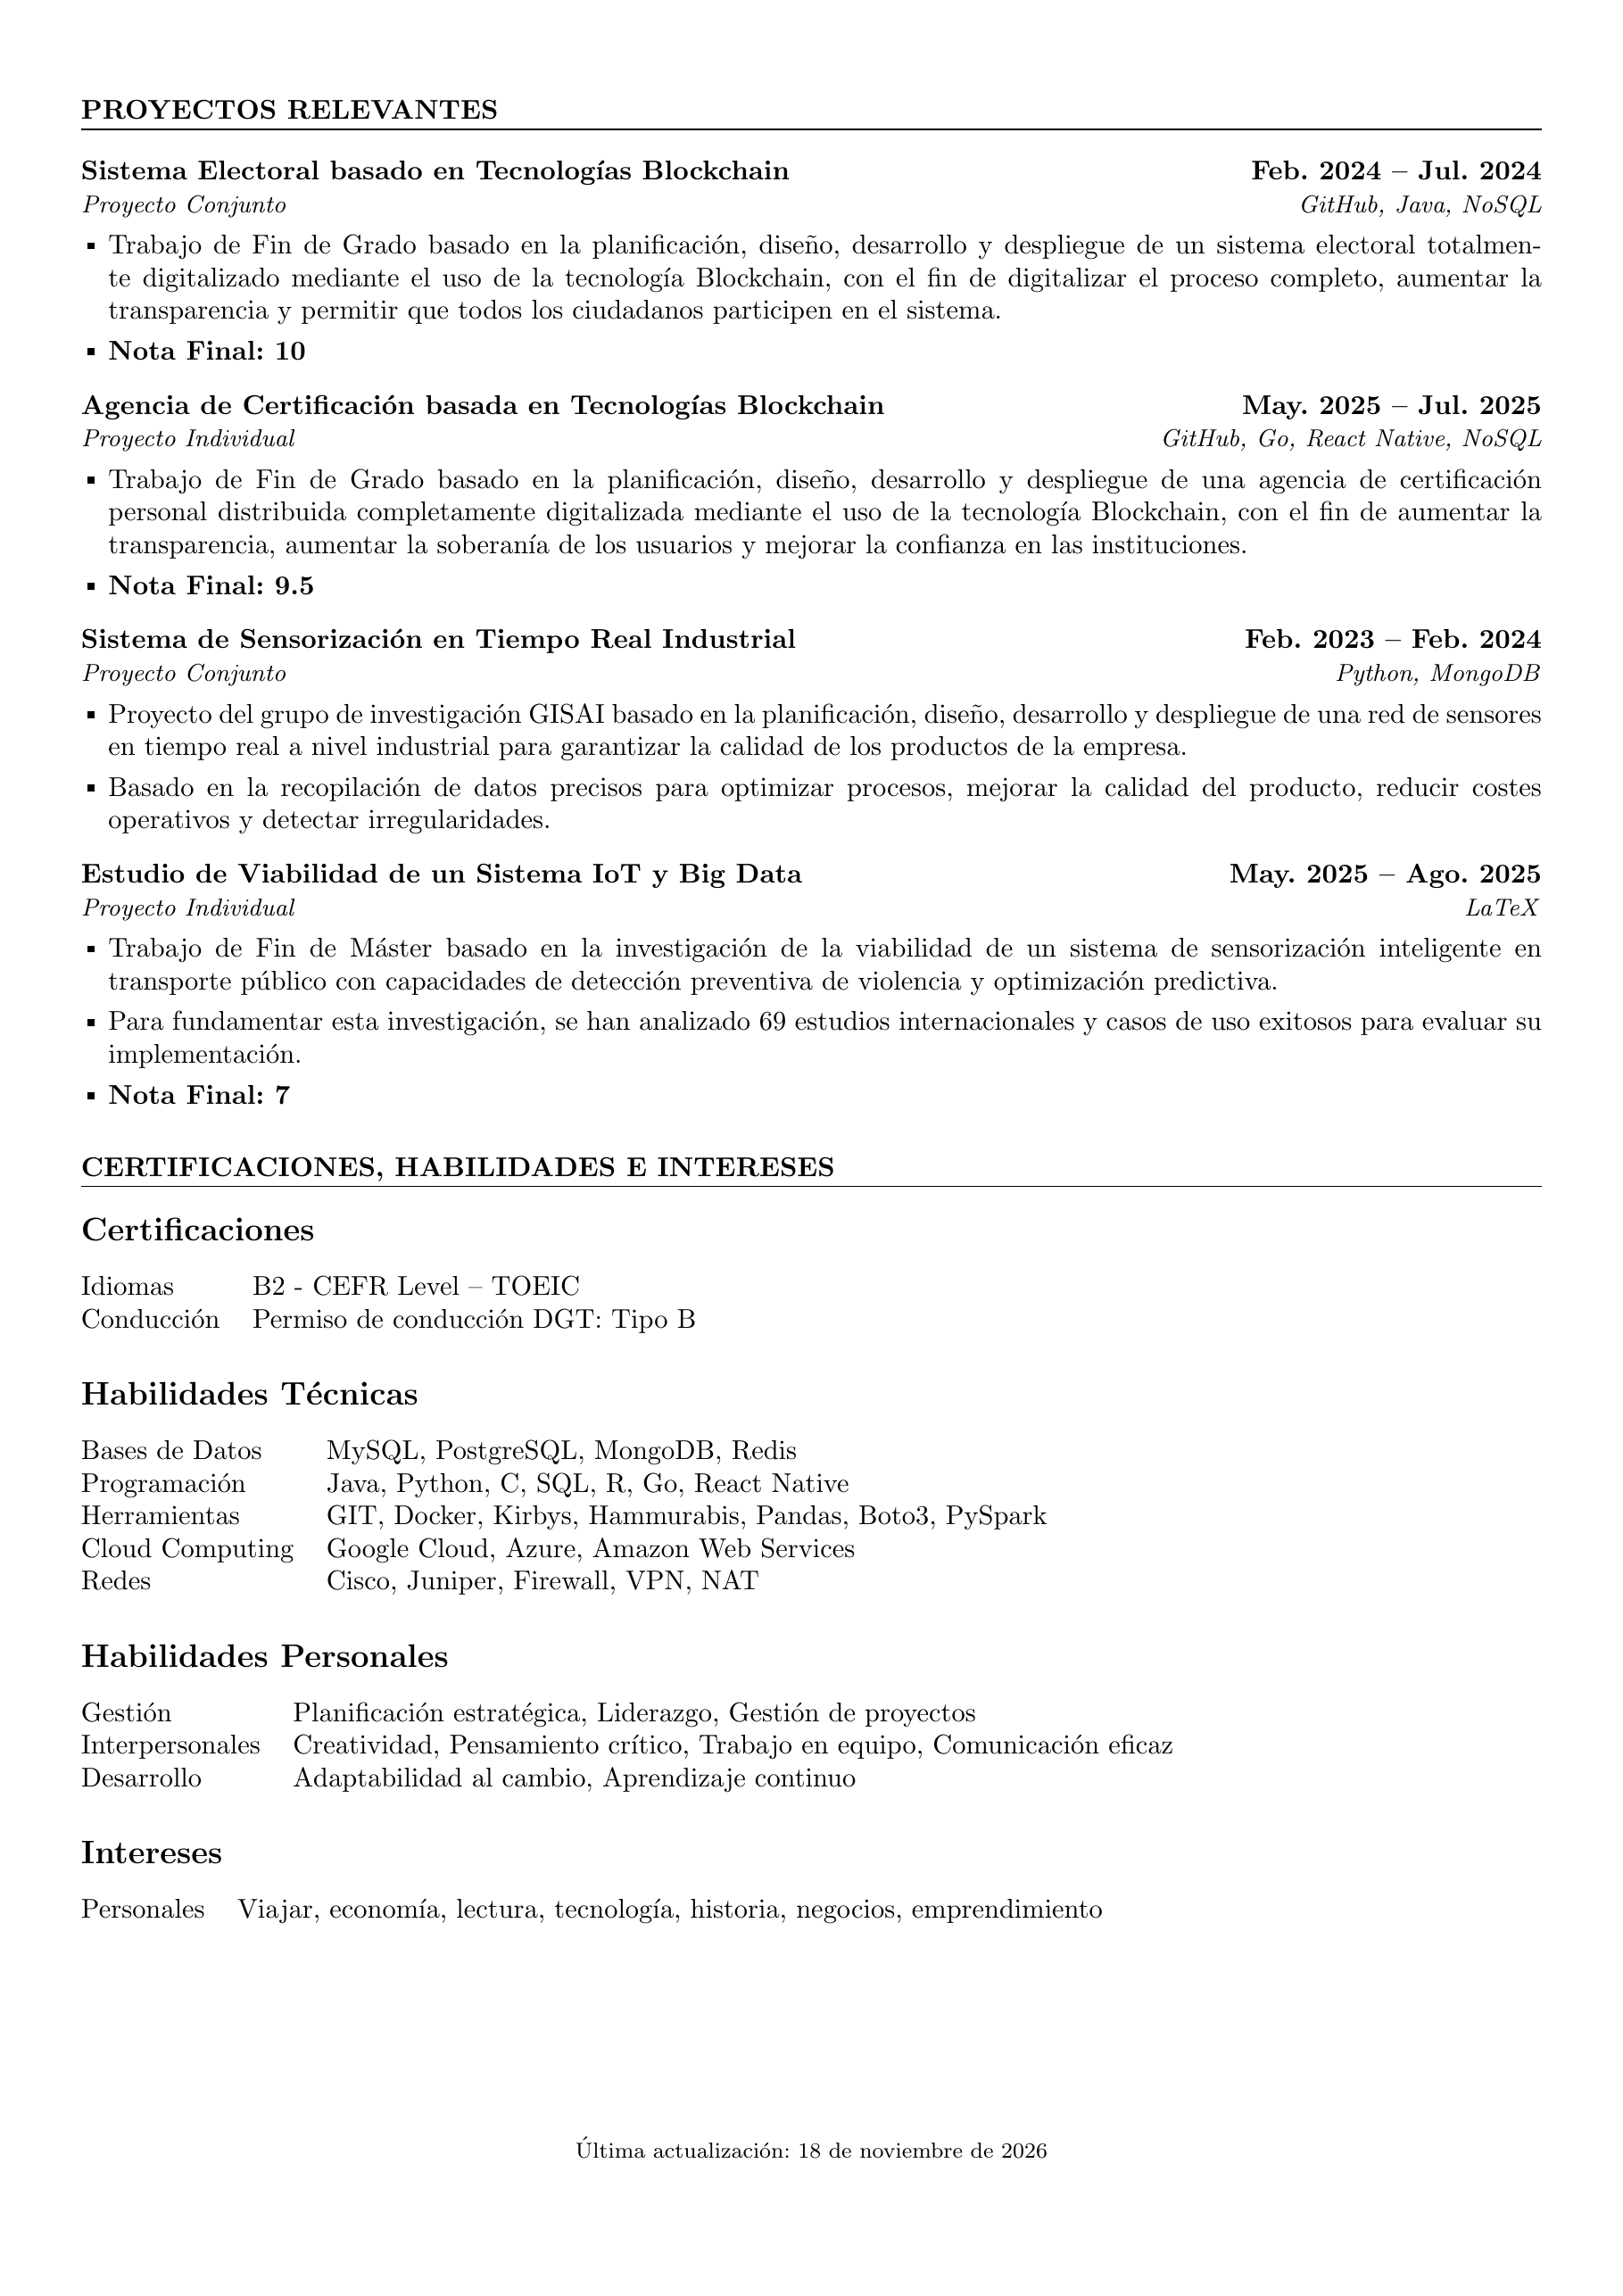 PROYECTOS RELEVANTES
Sistema Electoral basado en Tecnologías Blockchain Feb. 2024 – Jul. 2024
Proyecto Conjunto GitHub, Java, NoSQL
▪ Trabajo de Fin de Grado basado en la planificación, diseño, desarrollo y despliegue de un sistema electoral totalmen-
te digitalizado mediante el uso de la tecnología Blockchain, con el fin de digitalizar el proceso completo, aumentar la
transparencia y permitir que todos los ciudadanos participen en el sistema.
▪ Nota Final: 10
Agencia de Certificación basada en Tecnologías Blockchain May. 2025 – Jul. 2025
Proyecto Individual GitHub, Go, React Native, NoSQL
▪ Trabajo de Fin de Grado basado en la planificación, diseño, desarrollo y despliegue de una agencia de certificación
personal distribuida completamente digitalizada mediante el uso de la tecnología Blockchain, con el fin de aumentar la
transparencia, aumentar la soberanía de los usuarios y mejorar la confianza en las instituciones.
▪ Nota Final: 9.5
Sistema de Sensorización en Tiempo Real Industrial Feb. 2023 – Feb. 2024
Proyecto Conjunto Python, MongoDB
▪ Proyecto del grupo de investigación GISAI basado en la planificación, diseño, desarrollo y despliegue de una red de sensores
en tiempo real a nivel industrial para garantizar la calidad de los productos de la empresa.
▪ Basado en la recopilación de datos precisos para optimizar procesos, mejorar la calidad del producto, reducir costes
operativos y detectar irregularidades.
Estudio de Viabilidad de un Sistema IoT y Big Data May. 2025 – Ago. 2025
Proyecto Individual LaTeX
▪ Trabajo de Fin de Máster basado en la investigación de la viabilidad de un sistema de sensorización inteligente en
transporte público con capacidades de detección preventiva de violencia y optimización predictiva.
▪ Para fundamentar esta investigación, se han analizado 69 estudios internacionales y casos de uso exitosos para evaluar su
implementación.
▪ Nota Final: 7
CERTIFICACIONES, HABILIDADES E INTERESES
Certificaciones
Idiomas B2 - CEFR Level – TOEIC
Conducción Permiso de conducción DGT: Tipo B
Habilidades Técnicas
Bases de Datos MySQL, PostgreSQL, MongoDB, Redis
Programación Java, Python, C, SQL, R, Go, React Native
Herramientas GIT, Docker, Kirbys, Hammurabis, Pandas, Boto3, PySpark
Cloud Computing Google Cloud, Azure, Amazon Web Services
Redes Cisco, Juniper, Firewall, VPN, NAT
Habilidades Personales
Gestión Planificación estratégica, Liderazgo, Gestión de proyectos
Interpersonales Creatividad, Pensamiento crítico, Trabajo en equipo, Comunicación eficaz
Desarrollo Adaptabilidad al cambio, Aprendizaje continuo
Intereses
Personales Viajar, economía, lectura, tecnología, historia, negocios, emprendimiento
Última actualización: 18 de noviembre de 2026